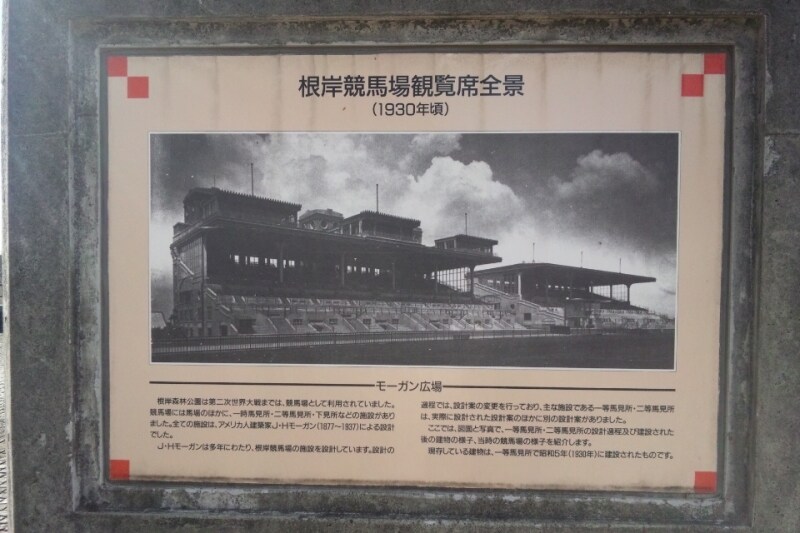 根岸競馬場観覧席全景
(1930年頃)
モーガン広場
根岸森林公園は第二次世界大戦までは、競馬場として利用されていました。
競馬場には馬場のほかに、一等馬見所・二等馬見所・下見所などの施設があり
ました。全ての施設は、アメリカ人建築家J・Hモーガン(1877〜1937)による設計
でした。
J・Hモーガンは多年にわたり、根岸競馬場の施設を設計しています。設計の
過程では、設計案の変更を行っており、主な施設である一等馬見所・二等馬見所
は、実際に設計された設計案のほかに別の設計案がありました。
ここでは、図面と写真で、一等馬見所・二等馬見所の設計過程及び建設された
後の建物の様子、当時の競馬場の様子を紹介します。
現存している建物は、一等馬見所で昭和5年(1930年)に建設されたものです。